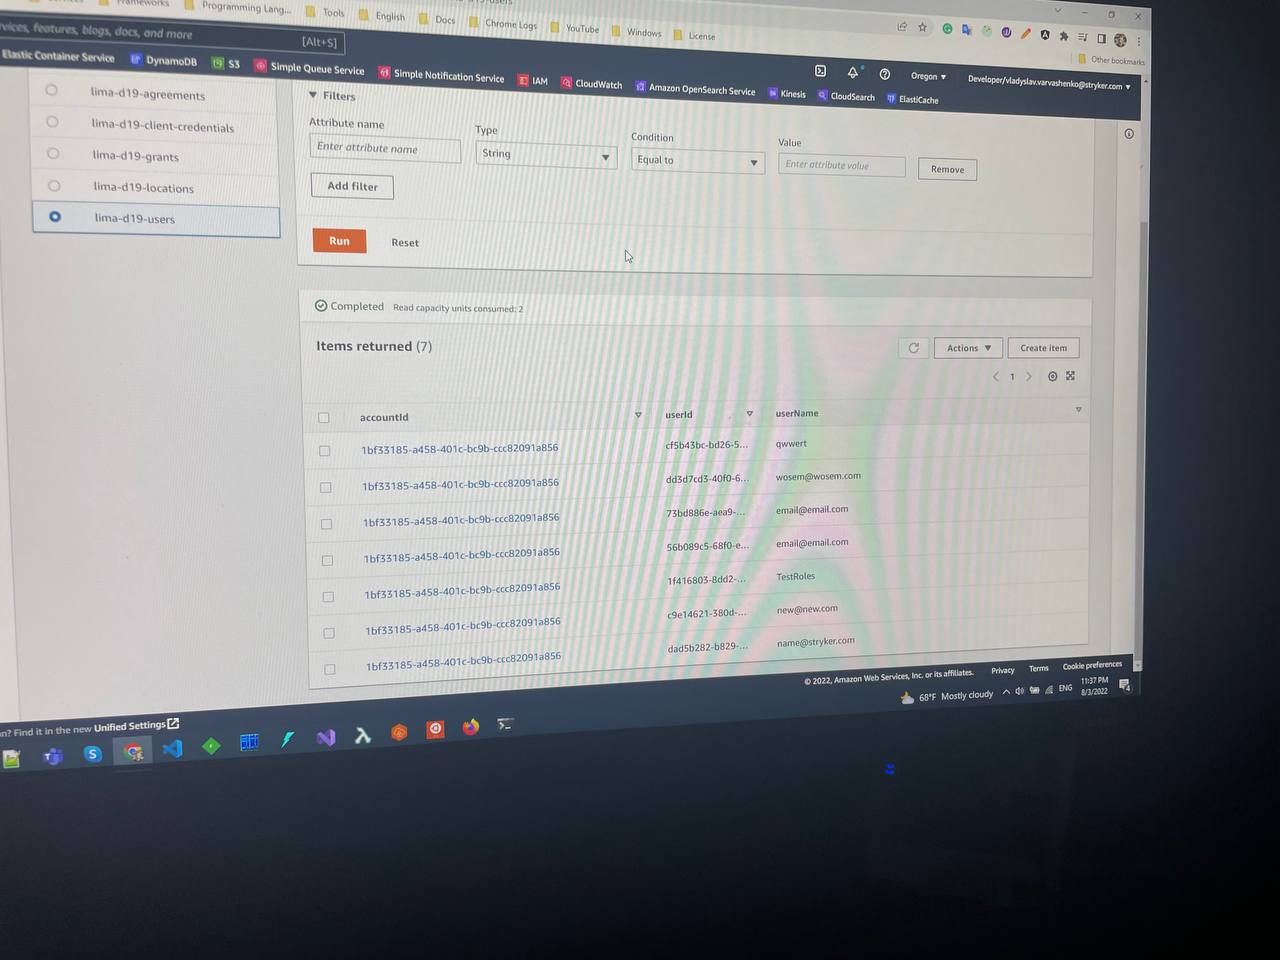 Frameworks
Programming Lang...
Tools
English
Docs
Chrome Logs
YouTube
Windows
License
Other bookmarks
features, blogs, docs, and more
[Alt+S]
Oregon ▼
Developer/vladyslav.varvashenko@stryker.com ▼
Elastic Container Service
DynamoDB
S3
Simple Queue Service
Simple Notification Service
IAM
CloudWatch
Amazon OpenSearch Service
Kinesis
CloudSearch
ElastiCache
lima-d19-agreements
lima-d19-client-credentials
lima-d19-grants
lima-d19-locations
lima-d19-users
▼ Filters
Attribute name
Type
Condition
Value
Enter attribute name
String
Equal to
Enter attribute value
Remove
Add filter
Run
Reset
Completed
Read capacity units consumed: 2
Items returned (7)
Actions ▼
Create item
1
accountId
userId
userName
1bf33185-a458-401c-bc9b-ccc82091a856
cf5b43bc-bd26-5...
qwwert
1bf33185-a458-401c-bc9b-ccc82091a856
dd3d7cd3-40f0-6...
wosem@wosem.com
1bf33185-a458-401c-bc9b-ccc82091a856
73bd886e-aea9-...
email@email.com
1bf33185-a458-401c-bc9b-ccc82091a856
56b089c5-68f0-e...
email@email.com
1bf33185-a458-401c-bc9b-ccc82091a856
1f416803-8dd2-...
TestRoles
1bf33185-a458-401c-bc9b-ccc82091a856
c9e14621-380d-...
new@new.com
1bf33185-a458-401c-bc9b-ccc82091a856
dad5b282-b829-...
name@stryker.com
n? Find it in the new Unified Settings
© 2022, Amazon Web Services, Inc. or its affiliates.
Privacy
Terms
Cookie preferences
68°F Mostly cloudy
ENG
11:37 PM
8/3/2022
4